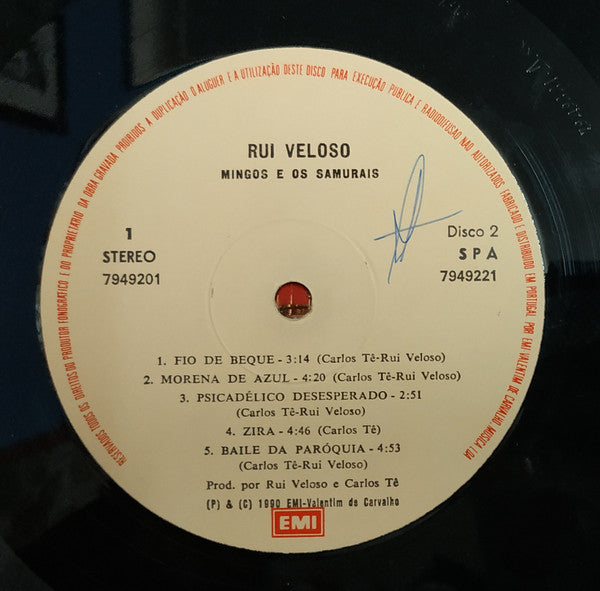 RESERVADOS TODOS OS DIREITOS DO PRODUTOR FONOGRAFICO E DO PROPRIETARIO DA OBRA GRAVADA PROIBIDOS A DUPLICAÇÃO O ALUGUER E A UTILIZAÇÃO DESTE DISCO PARA EXECUÇÃO PUBLICA E RADIODIFUSÃO NÃO AUTORIZADOS FABRICADO E DISTRIBUIDO EM PORTUGAL POR EMI VALENTIM DE CARVALHO MUSICA LDA
RUI VELOSO
MINGOS E OS SAMURAIS
1
STEREO
7949201
Disco 2
SPA
7949221
1. FIO DE BEQUE - 3:14 (Carlos Tê-Rui Veloso)
2. MORENA DE AZUL - 4:20 (Carlos Tê-Rui Veloso)
3. PSICADÉLICO DESESPERADO - 2:51
(Carlos Tê-Rui Veloso)
4. ZIRA - 4:46 (Carlos Tê)
5. BAILE DA PARÓQUIA - 4:53
(Carlos Tê-Rui Veloso)
Prod. por Rui Veloso e Carlos Tê
(P) & (C) 1990 EMI-Valentim de Carvalho
EMI